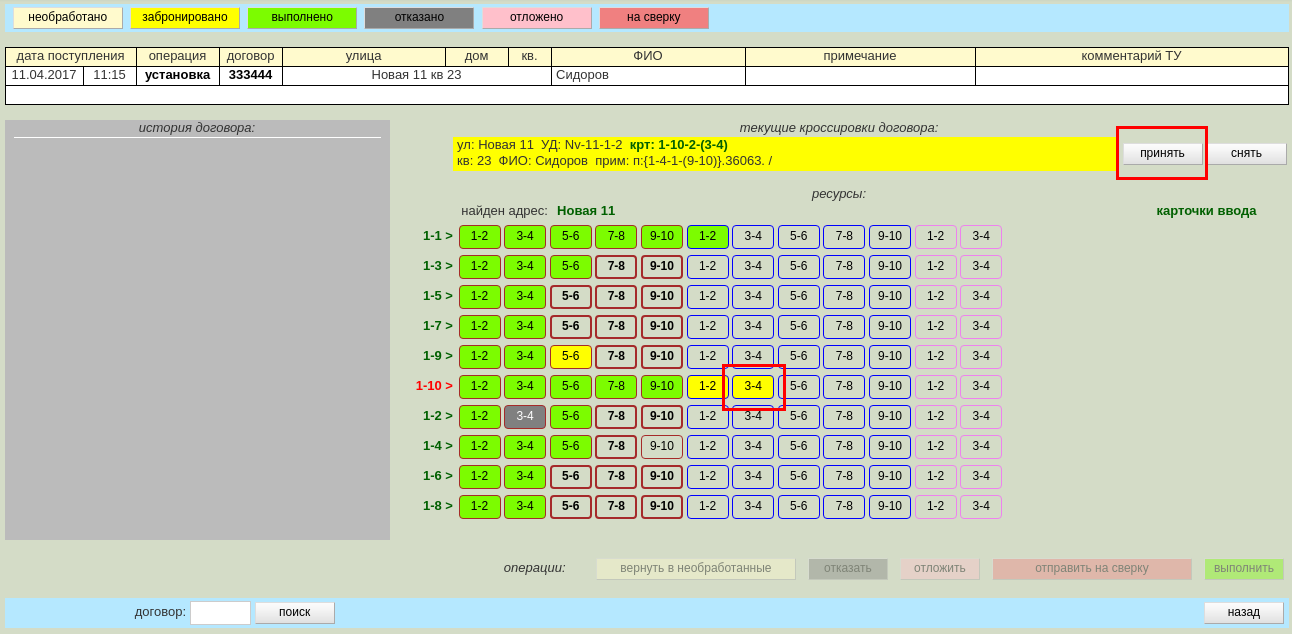 необработано забронировано выполнено отказано отложено на сверку
дата поступления операция договор улица дом кв. ФИО примечание комментарий ТУ
11.04.2017 11:15 установка 333444 Новая 11 кв 23 Сидоров
история договора:
текущие кроссировки договора:
ул: Новая 11 УД: Nv-11-1-2 крт: 1-10-2-(3-4)
кв: 23 ФИО: Сидоров прим: п:{1-4-1-(9-10)}.36063. /
принять снять
ресурсы:
найден адрес: Новая 11 карточки ввода
1-1 > 1-2 3-4 5-6 7-8 9-10 1-2 3-4 5-6 7-8 9-10 1-2 3-4
1-3 > 1-2 3-4 5-6 7-8 9-10 1-2 3-4 5-6 7-8 9-10 1-2 3-4
1-5 > 1-2 3-4 5-6 7-8 9-10 1-2 3-4 5-6 7-8 9-10 1-2 3-4
1-7 > 1-2 3-4 5-6 7-8 9-10 1-2 3-4 5-6 7-8 9-10 1-2 3-4
1-9 > 1-2 3-4 5-6 7-8 9-10 1-2 3-4 5-6 7-8 9-10 1-2 3-4
1-10 > 1-2 3-4 5-6 7-8 9-10 1-2 3-4 5-6 7-8 9-10 1-2 3-4
1-2 > 1-2 3-4 5-6 7-8 9-10 1-2 3-4 5-6 7-8 9-10 1-2 3-4
1-4 > 1-2 3-4 5-6 7-8 9-10 1-2 3-4 5-6 7-8 9-10 1-2 3-4
1-6 > 1-2 3-4 5-6 7-8 9-10 1-2 3-4 5-6 7-8 9-10 1-2 3-4
1-8 > 1-2 3-4 5-6 7-8 9-10 1-2 3-4 5-6 7-8 9-10 1-2 3-4
операции: вернуть в необработанные отказать отложить отправить на сверку выполнить
договор: поиск назад